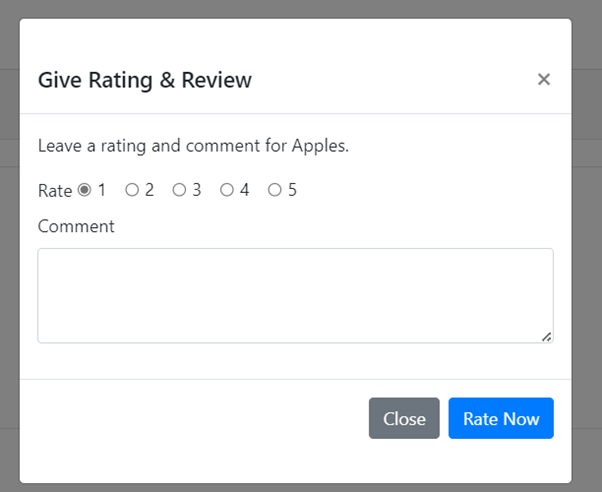 Give Rating & Review ×
Leave a rating and comment for Apples.
Rate 1 2 3 4 5
Comment
Close Rate Now